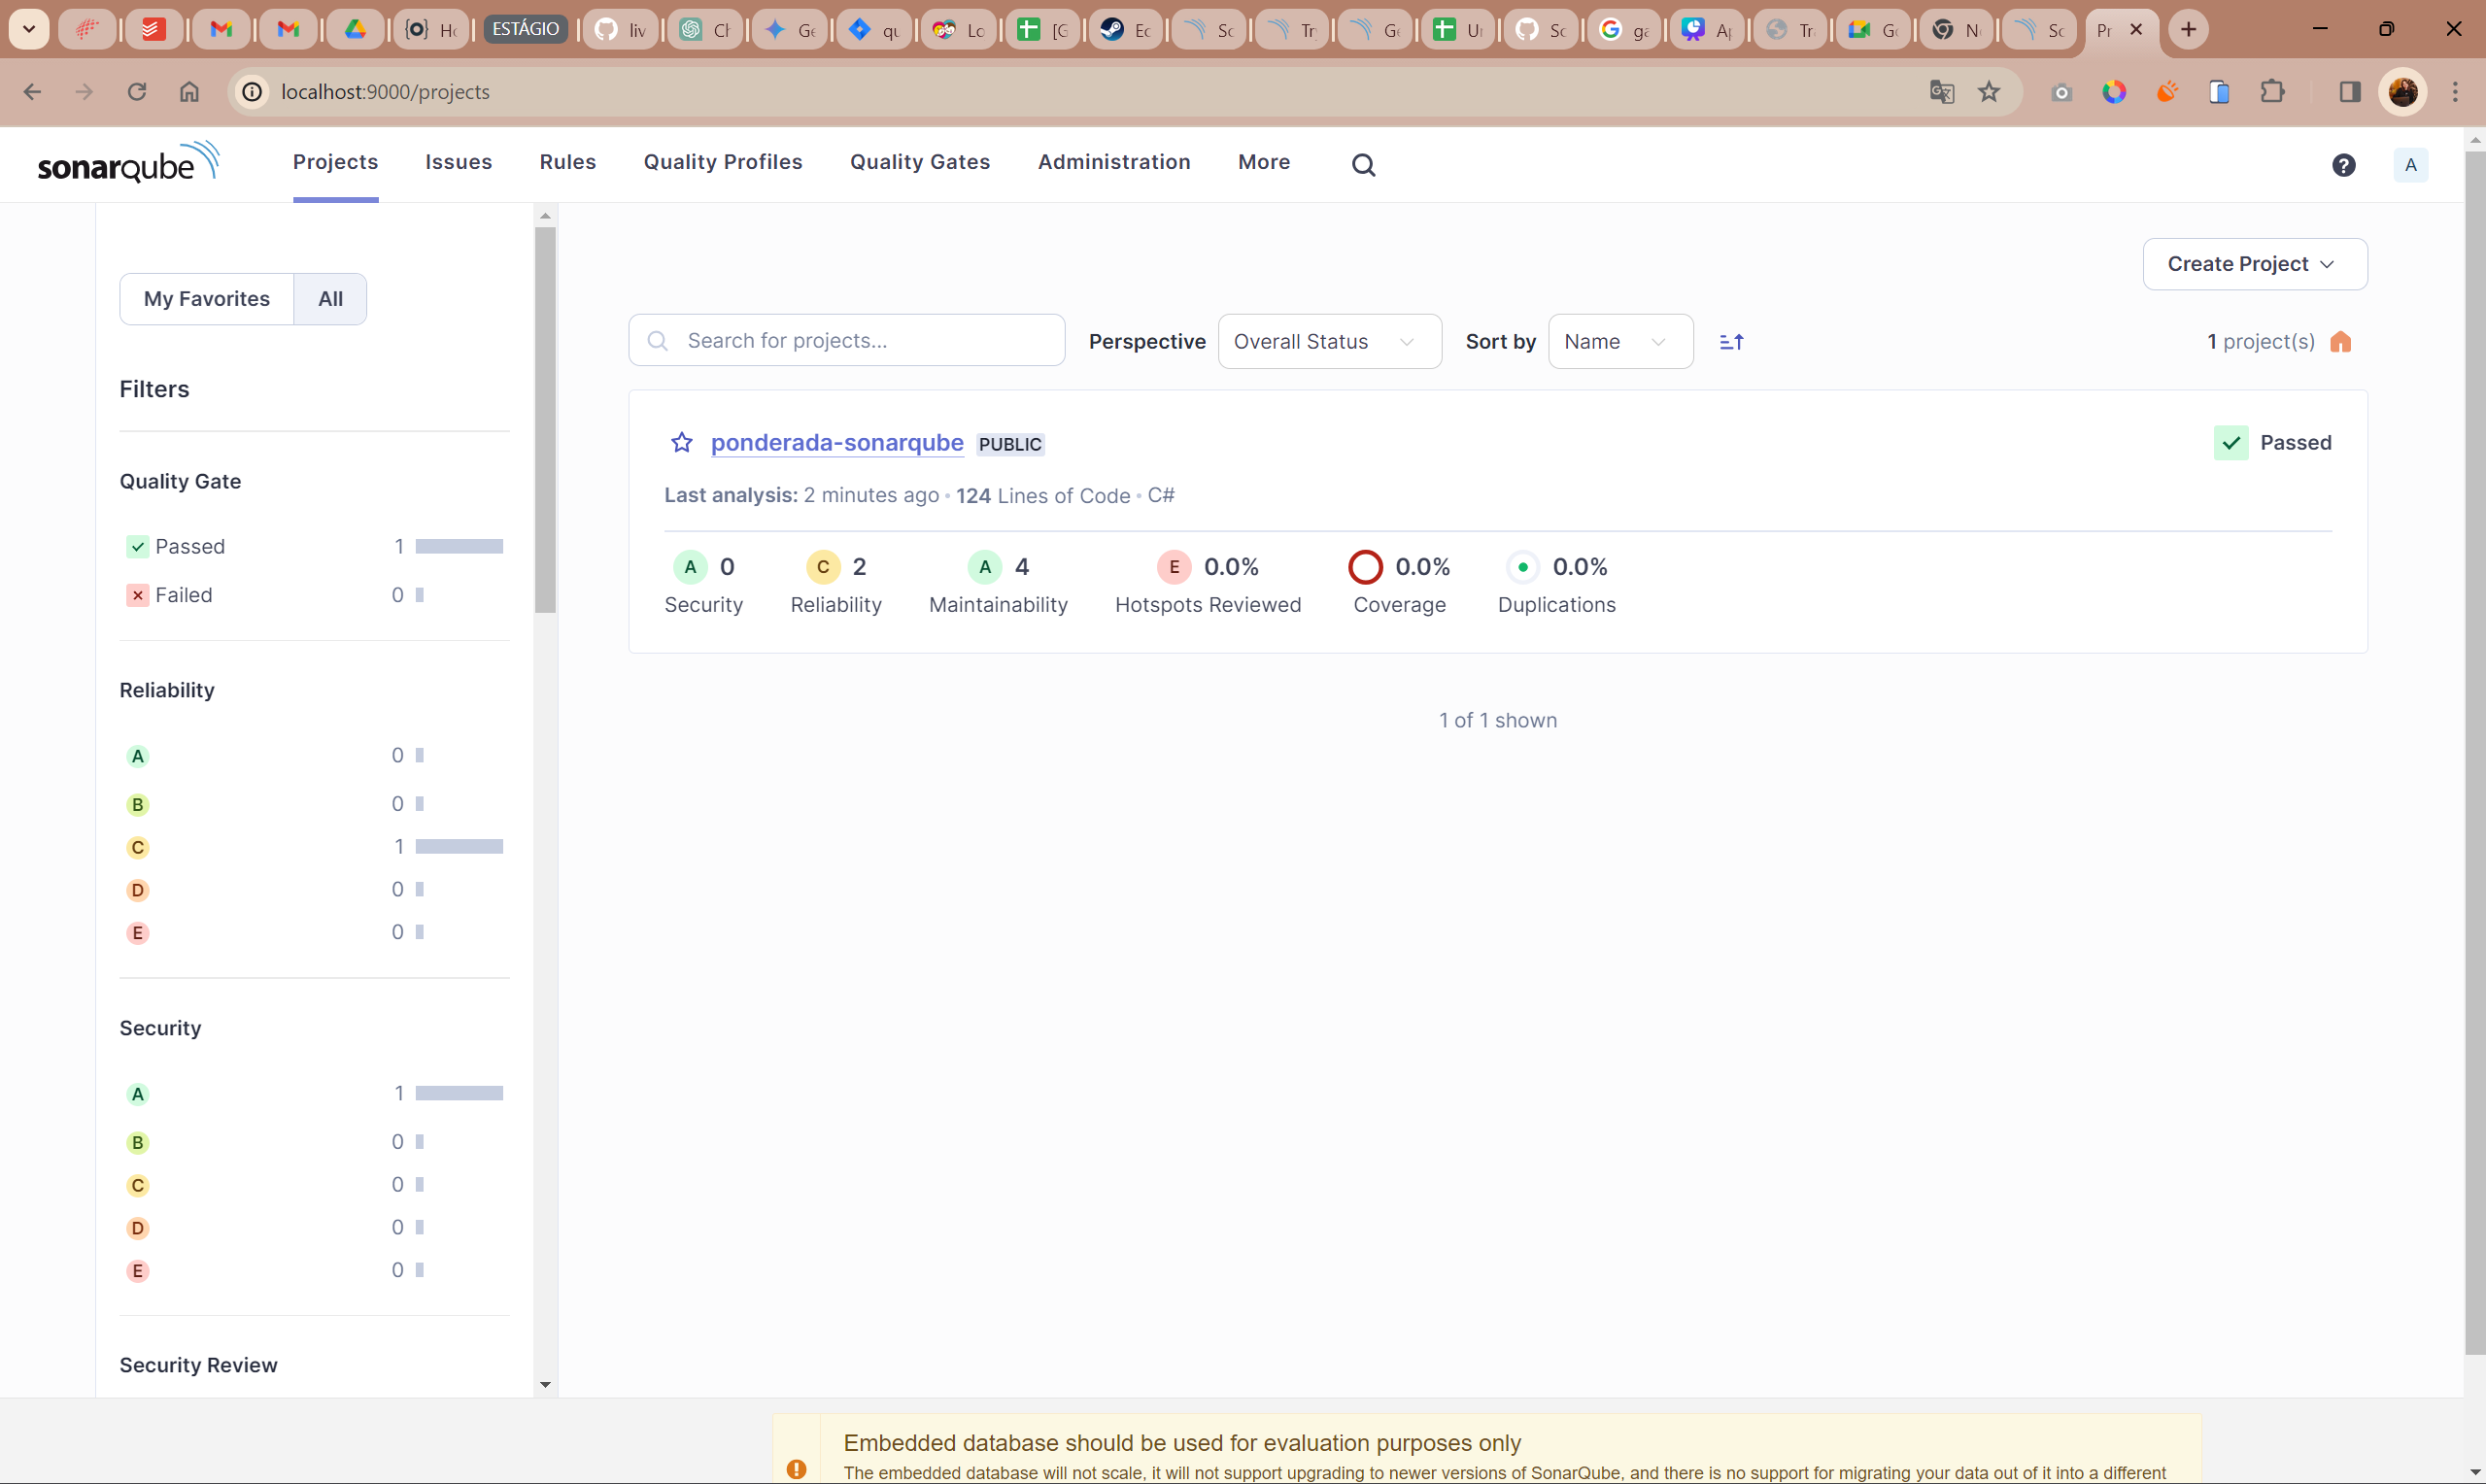 Hc ESTÁGIO liv Ch Ge qu Lo [G Ec Sc Tr Ge Un Sc ga Ap Tr Go Ne Sc Pr
localhost:9000/projects
sonarqube Projects Issues Rules Quality Profiles Quality Gates Administration More A
Create Project
My Favorites All
Search for projects... Perspective Overall Status Sort by Name 1 project(s)
Filters
ponderada-sonarqube PUBLIC Passed
Last analysis: 2 minutes ago • 124 Lines of Code • C#
Quality Gate
Passed 1
Failed 0
A 0 C 2 A 4 E 0.0% 0.0% 0.0%
Security Reliability Maintainability Hotspots Reviewed Coverage Duplications
Reliability
1 of 1 shown
A 0
B 0
C 1
D 0
E 0
Security
A 1
B 0
C 0
D 0
E 0
Security Review
Embedded database should be used for evaluation purposes only
The embedded database will not scale, it will not support upgrading to newer versions of SonarQube, and there is no support for migrating your data out of it into a different